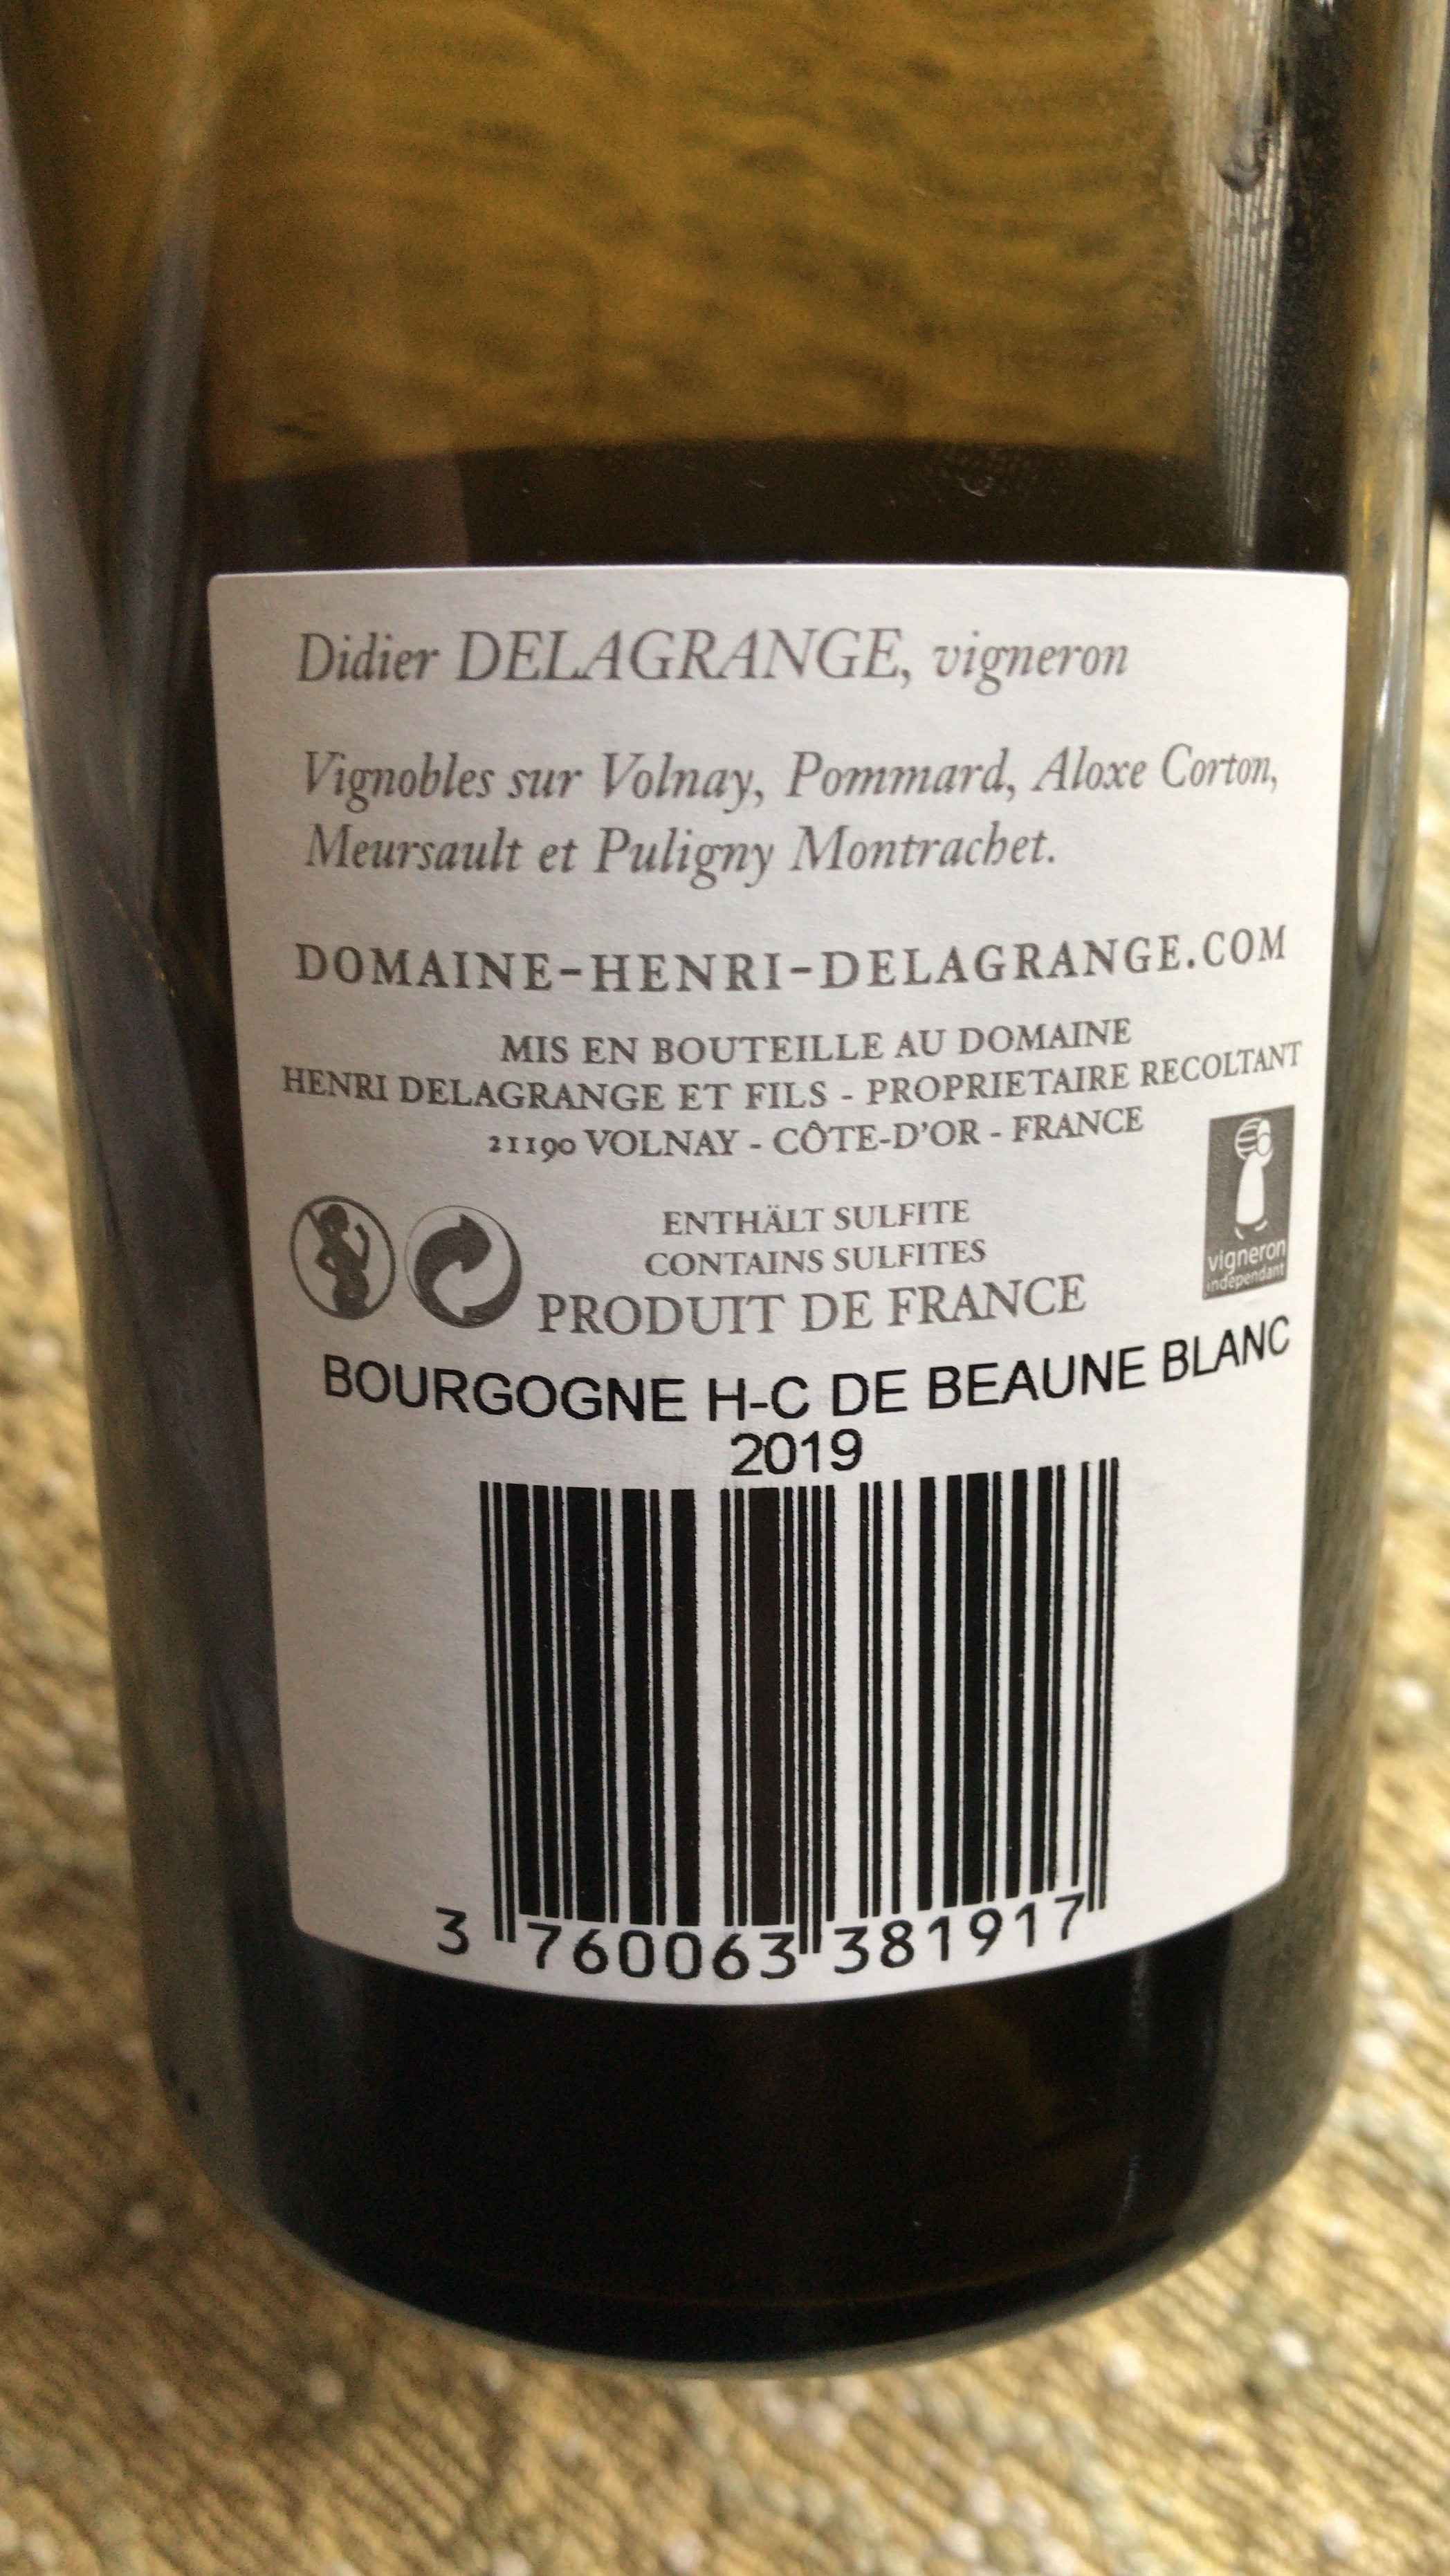 Didier DELAGRANGE, vigneron
Vignobles sur Volnay, Pommard, Aloxe Corton,
Meursault et Puligny Montrachet.
DOMAINE-HENRI-DELAGRANGE.COM
MIS EN BOUTEILLE AU DOMAINE
HENRI DELAGRANGE ET FILS - PROPRIETAIRE RECOLTANT
21190 VOLNAY - CÔTE-D'OR - FRANCE
ENTHÄLT SULFITE
CONTAINS SULFITES
PRODUIT DE FRANCE
vigneron
indépendant
BOURGOGNE H-C DE BEAUNE BLANC
2019
3 760063 381917